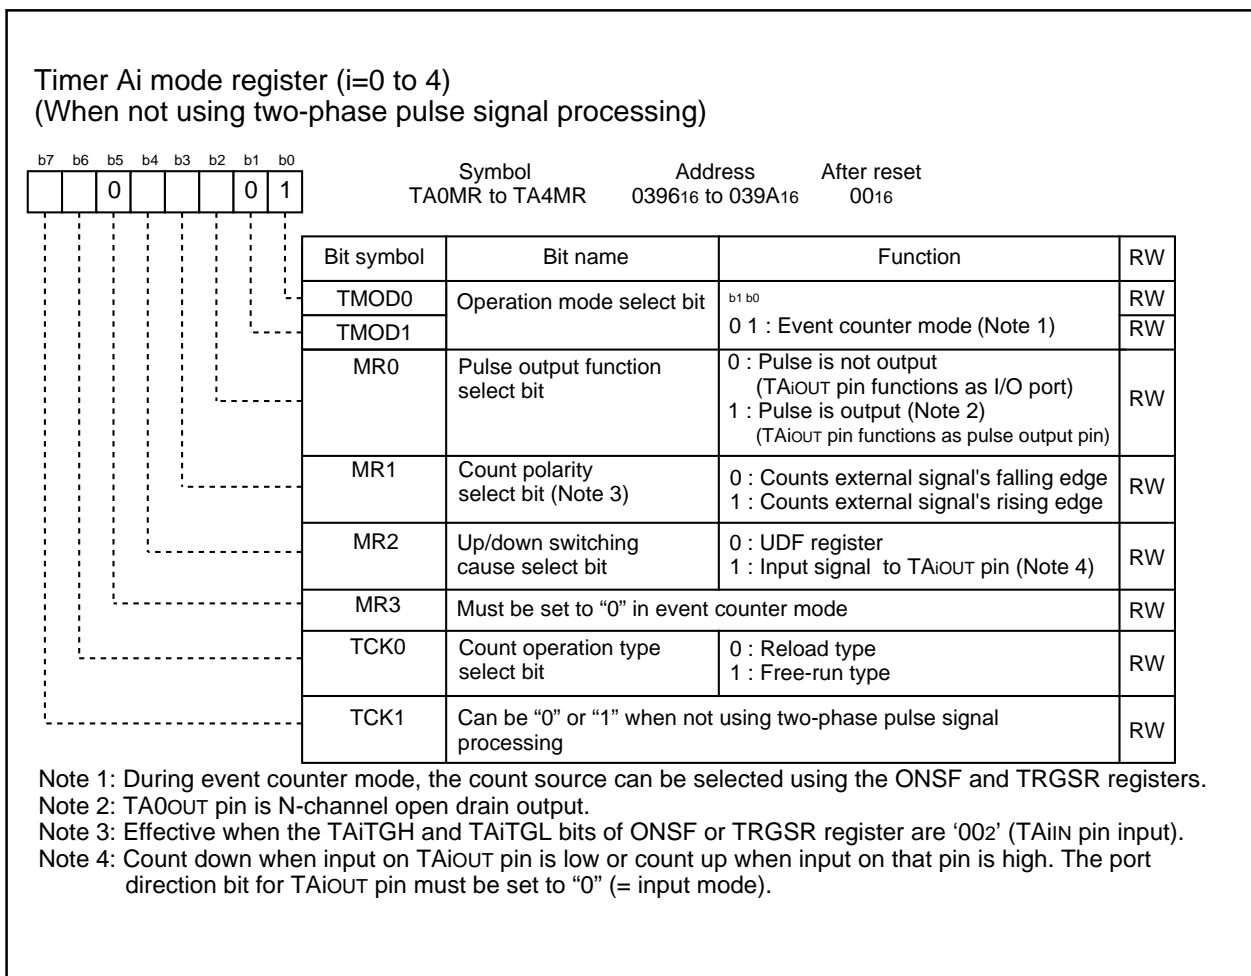 Timer Ai mode register (i=0 to 4)
(When not using two-phase pulse signal processing)
b7 b6 b5 b4 b3 b2 b1 b0
0 0 1
Symbol Address After reset
TA0MR to TA4MR 039616 to 039A16 0016
Bit symbol Bit name Function RW
TMOD0 Operation mode select bit b1 b0 RW
TMOD1 0 1 : Event counter mode (Note 1) RW
MR0 Pulse output function select bit 0 : Pulse is not output
(TAiOUT pin functions as I/O port)
1 : Pulse is output (Note 2)
(TAiOUT pin functions as pulse output pin) RW
MR1 Count polarity select bit (Note 3) 0 : Counts external signal's falling edge
1 : Counts external signal's rising edge RW
MR2 Up/down switching cause select bit 0 : UDF register
1 : Input signal to TAiOUT pin (Note 4) RW
MR3 Must be set to “0” in event counter mode RW
TCK0 Count operation type select bit 0 : Reload type
1 : Free-run type RW
TCK1 Can be “0” or “1” when not using two-phase pulse signal
processing RW
Note 1: During event counter mode, the count source can be selected using the ONSF and TRGSR registers.
Note 2: TA0OUT pin is N-channel open drain output.
Note 3: Effective when the TAiTGH and TAiTGL bits of ONSF or TRGSR register are ‘002’ (TAiIN pin input).
Note 4: Count down when input on TAiOUT pin is low or count up when input on that pin is high. The port
direction bit for TAiOUT pin must be set to “0” (= input mode).